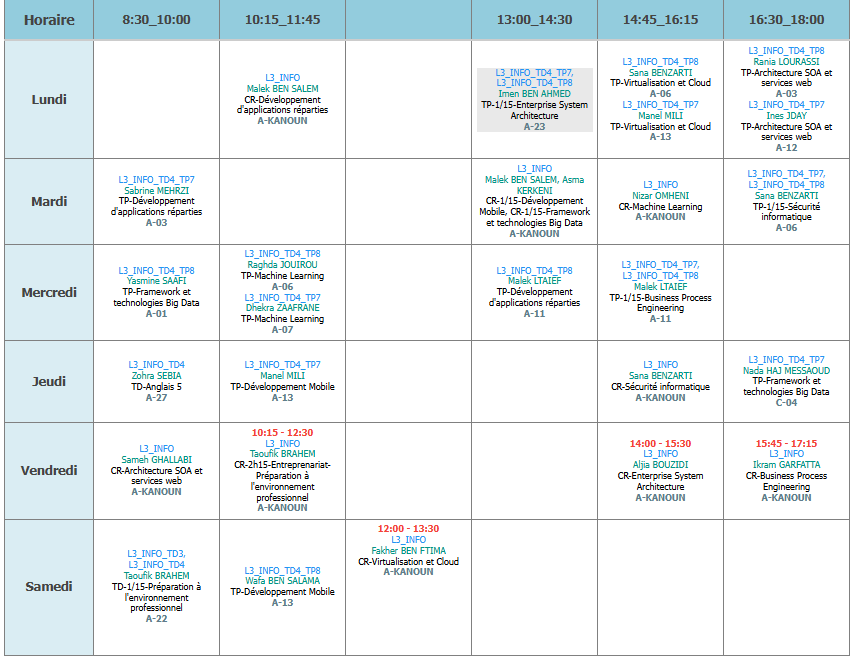 Horaire
8:30_10:00
10:15_11:45
13:00_14:30
14:45_16:15
16:30_18:00
Lundi
L3_INFO
Malek BEN SALEM
CR-Développement
d'applications réparties
A-KANOUN
L3_INFO_TD4_TP7,
L3_INFO_TD4_TP8
Imen BEN AHMED
TP-1/15-Enterprise System
Architecture
A-23
L3_INFO_TD4_TP8
Sana BENZARTI
TP-Virtualisation et Cloud
A-06
L3_INFO_TD4_TP7
Manel MILI
TP-Virtualisation et Cloud
A-13
L3_INFO_TD4_TP8
Rania LOURASSI
TP-Architecture SOA et
services web
A-03
L3_INFO_TD4_TP7
Ines JDAY
TP-Architecture SOA et
services web
A-12
Mardi
L3_INFO_TD4_TP7
Sabrine MEHRZI
TP-Développement
d'applications réparties
A-03
L3_INFO
Malek BEN SALEM, Asma
KERKENI
CR-1/15-Développement
Mobile, CR-1/15-Framework
et technologies Big Data
A-KANOUN
L3_INFO
Nizar OMHENI
CR-Machine Learning
A-KANOUN
L3_INFO_TD4_TP7,
L3_INFO_TD4_TP8
Sana BENZARTI
TP-1/15-Sécurité
informatique
A-06
Mercredi
L3_INFO_TD4_TP8
Yasmine SAAFI
TP-Framework et
technologies Big Data
A-01
L3_INFO_TD4_TP8
Raghda JOUIROU
TP-Machine Learning
A-06
L3_INFO_TD4_TP7
Dhekra ZAAFRANE
TP-Machine Learning
A-07
L3_INFO_TD4_TP8
Malek LTAIEF
TP-Développement
d'applications réparties
A-11
L3_INFO_TD4_TP7,
L3_INFO_TD4_TP8
Malek LTAIEF
TP-1/15-Business Process
Engineering
A-11
Jeudi
L3_INFO_TD4
Zohra SEBIA
TD-Anglais 5
A-27
L3_INFO_TD4_TP7
Manel MILI
TP-Développement Mobile
A-13
L3_INFO
Sana BENZARTI
CR-Sécurité informatique
A-KANOUN
L3_INFO_TD4_TP7
Nada HAJ MESSAOUD
TP-Framework et
technologies Big Data
C-04
Vendredi
L3_INFO
Sameh GHALLABI
CR-Architecture SOA et
services web
A-KANOUN
10:15 - 12:30
L3_INFO
Taoufik BRAHEM
CR-2h15-Entreprenariat-
Préparation à
l'environnement
professionnel
A-KANOUN
14:00 - 15:30
L3_INFO
Aljia BOUZIDI
CR-Enterprise System
Architecture
A-KANOUN
15:45 - 17:15
L3_INFO
Ikram GARFATTA
CR-Business Process
Engineering
A-KANOUN
Samedi
L3_INFO_TD3,
L3_INFO_TD4
Taoufik BRAHEM
TD-1/15-Préparation à
l'environnement
professionnel
A-22
L3_INFO_TD4_TP8
Wafa BEN SALAMA
TP-Développement Mobile
A-13
12:00 - 13:30
L3_INFO
Fakher BEN FTIMA
CR-Virtualisation et Cloud
A-KANOUN